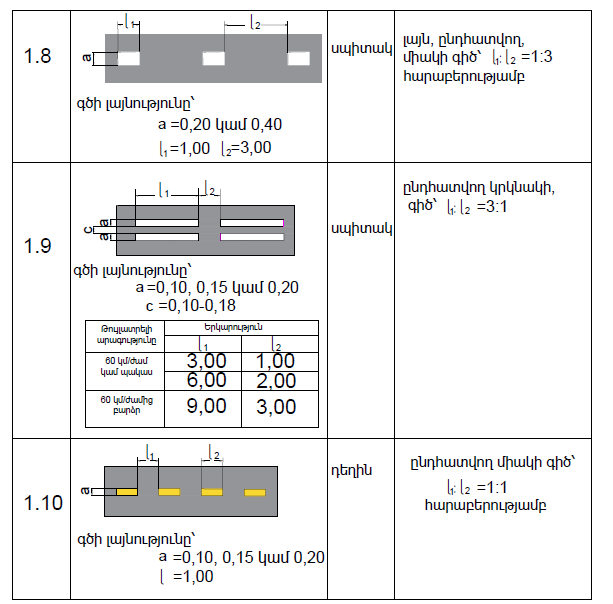 1.8
l₁ l₂
a
գծի լայնությունը՝
a =0,20 կամ 0,40
l₁=1,00 l₂=3,00
սպիտակ
լայն, ընդհատվող,
միակի գիծ՝ l₁: l₂ =1:3
հարաբերությամբ
1.9
l₁ l₂
a
c
a
գծի լայնությունը՝
a =0,10, 0,15 կամ 0,20
c =0,10-0,18
Թույլատրելի
արագությունը
Երկարություն
l₁ l₂
60 կմ/ժամ
կամ պակաս
3,00 1,00
6,00 2,00
60 կմ/ժամից
բարձր
9,00 3,00
սպիտակ
ընդհատվող կրկնակի,
գիծ՝ l₁: l₂ =3:1
1.10
l₁ l₂
a
գծի լայնությունը՝
a =0,10, 0,15 կամ 0,20
l =1,00
դեղին
ընդհատվող միակի գիծ՝
l₁: l₂ =1:1
հարաբերությամբ